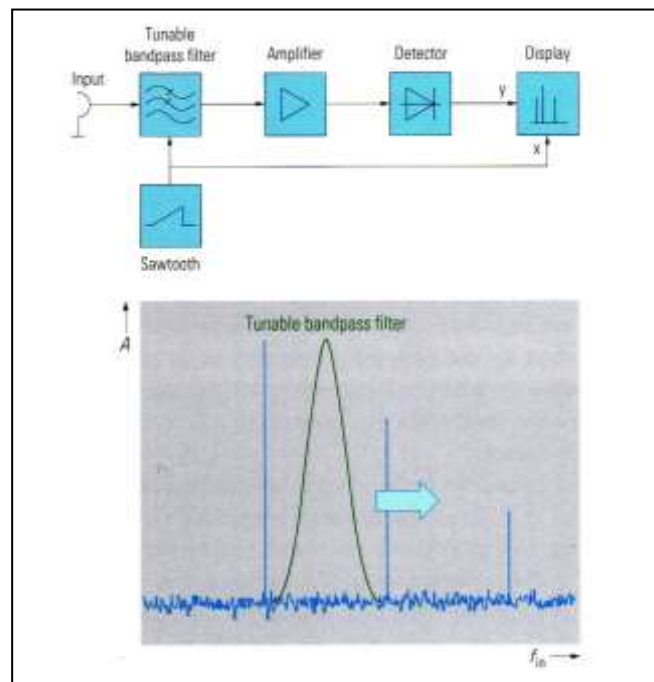 Tunable
bandpass filter
Amplifier
Detector
Display
Input
y
x
Sawtooth
A
Tunable bandpass filter
f_in